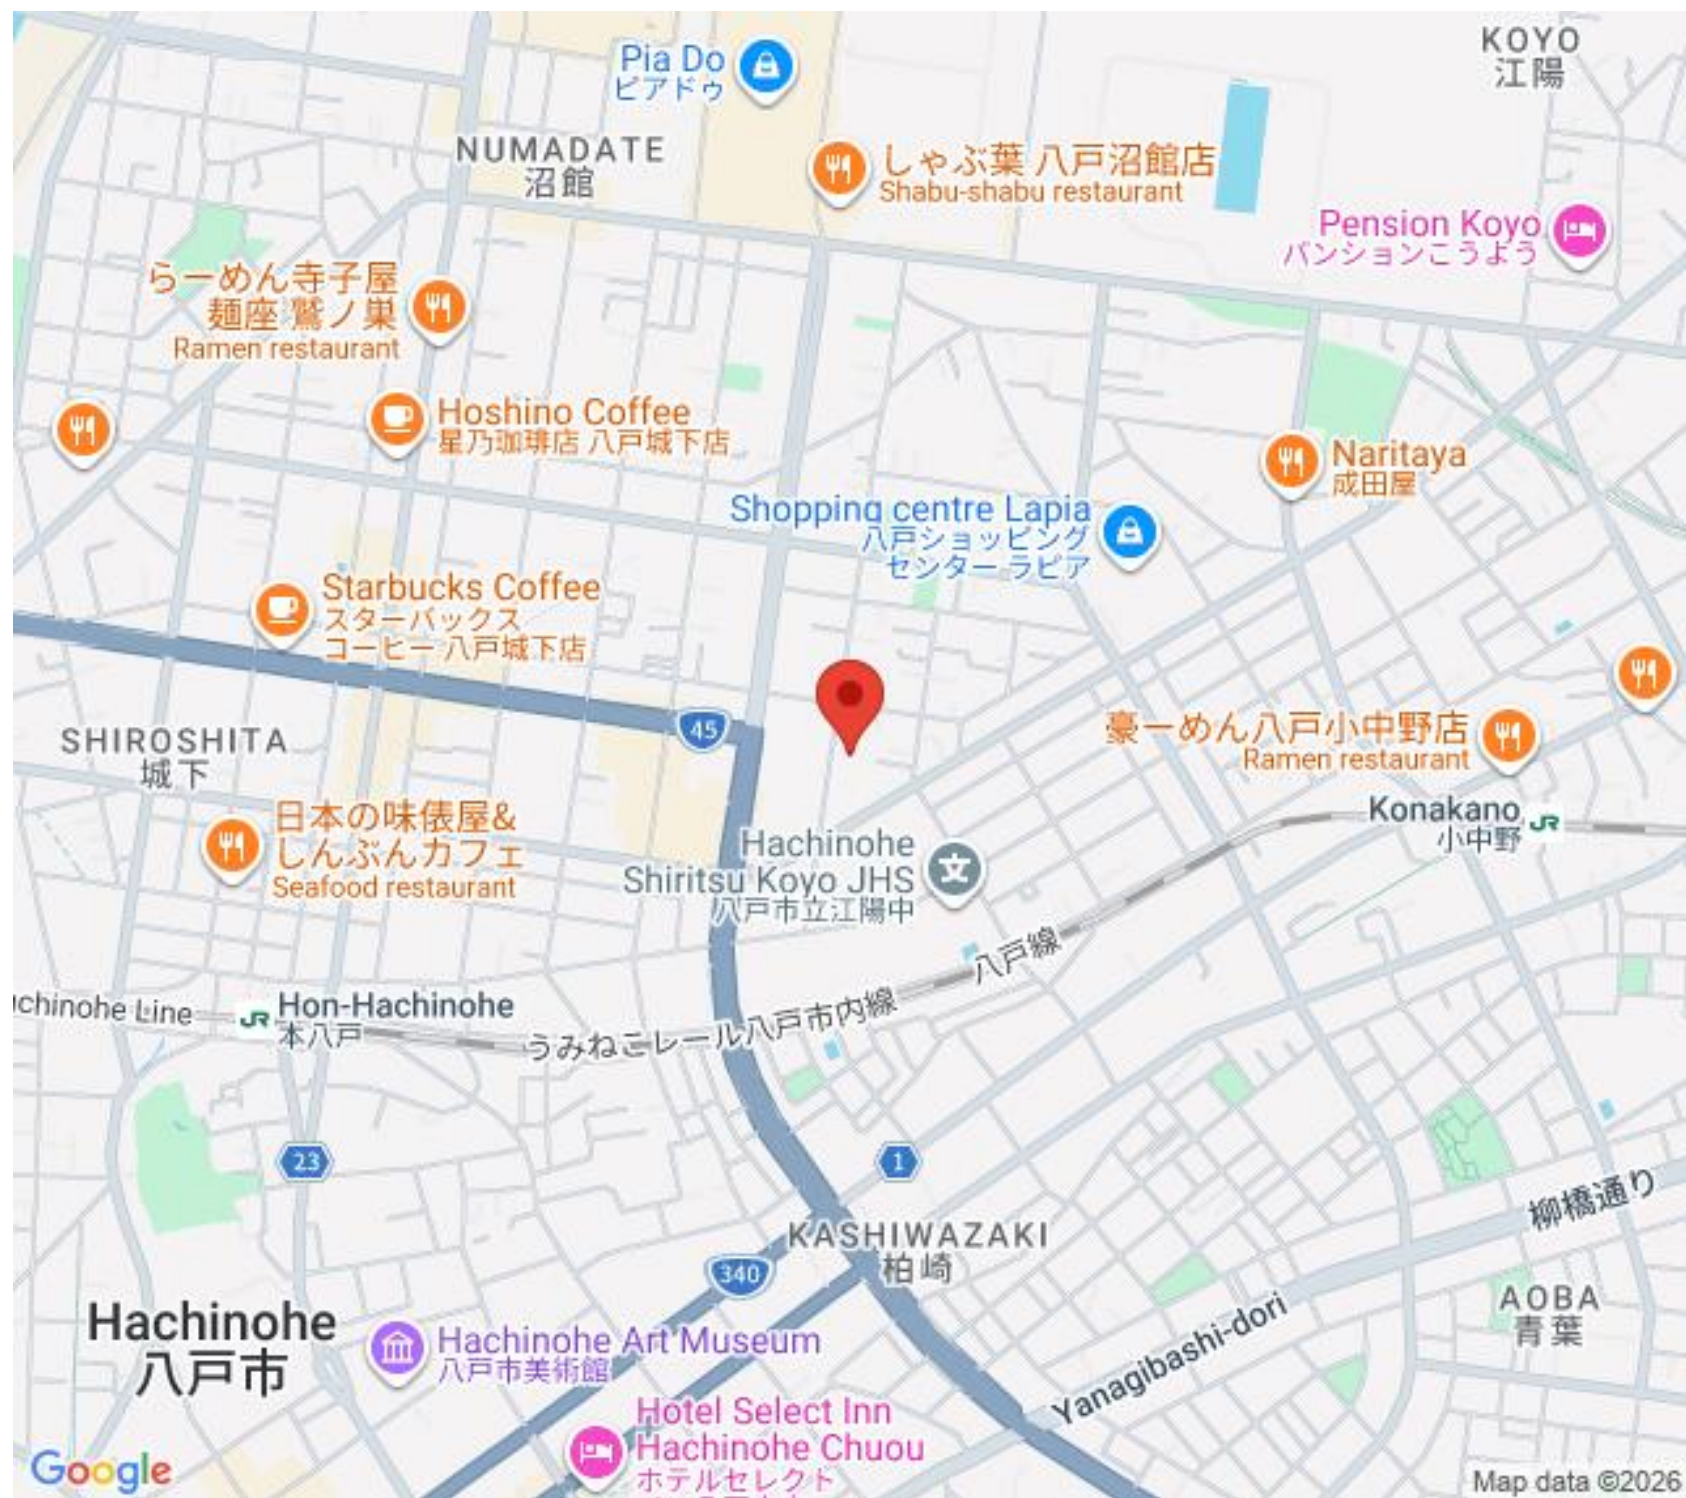 KOYO
江陽
Pia Do
ピアドゥ
NUMADATE
沼館
しゃぶ葉 八戸沼館店
Shabu-shabu restaurant
Pension Koyo
パンションこうよう
らーめん寺子屋
麺座 鷲ノ巣
Ramen restaurant
Hoshino Coffee
星乃珈琲店 八戸城下店
Naritaya
成田屋
Shopping centre Lapia
八戸ショッピング
センター ラピア
Starbucks Coffee
スターバックス
コーヒー 八戸城下店
45
SHIROSHITA
城下
豪ーめん八戸小中野店
Ramen restaurant
Konakano
小中野
JR
日本の味俵屋&
しんぶんカフェ
Seafood restaurant
Hachinohe
Shiritsu Koyo JHS
八戸市立江陽中
文
八戸線
achinohe Line
JR
Hon-Hachinohe
本八戸
うみねこレール八戸市内線
23
1
柳橋通り
KASHIWAZAKI
柏崎
340
AOBA
青葉
Yanagibashi-dori
Hachinohe
八戸市
Hachinohe Art Museum
八戸市美術館
Hotel Select Inn
Hachinohe Chuou
ホテルセレクト
Google
Map data ©2026